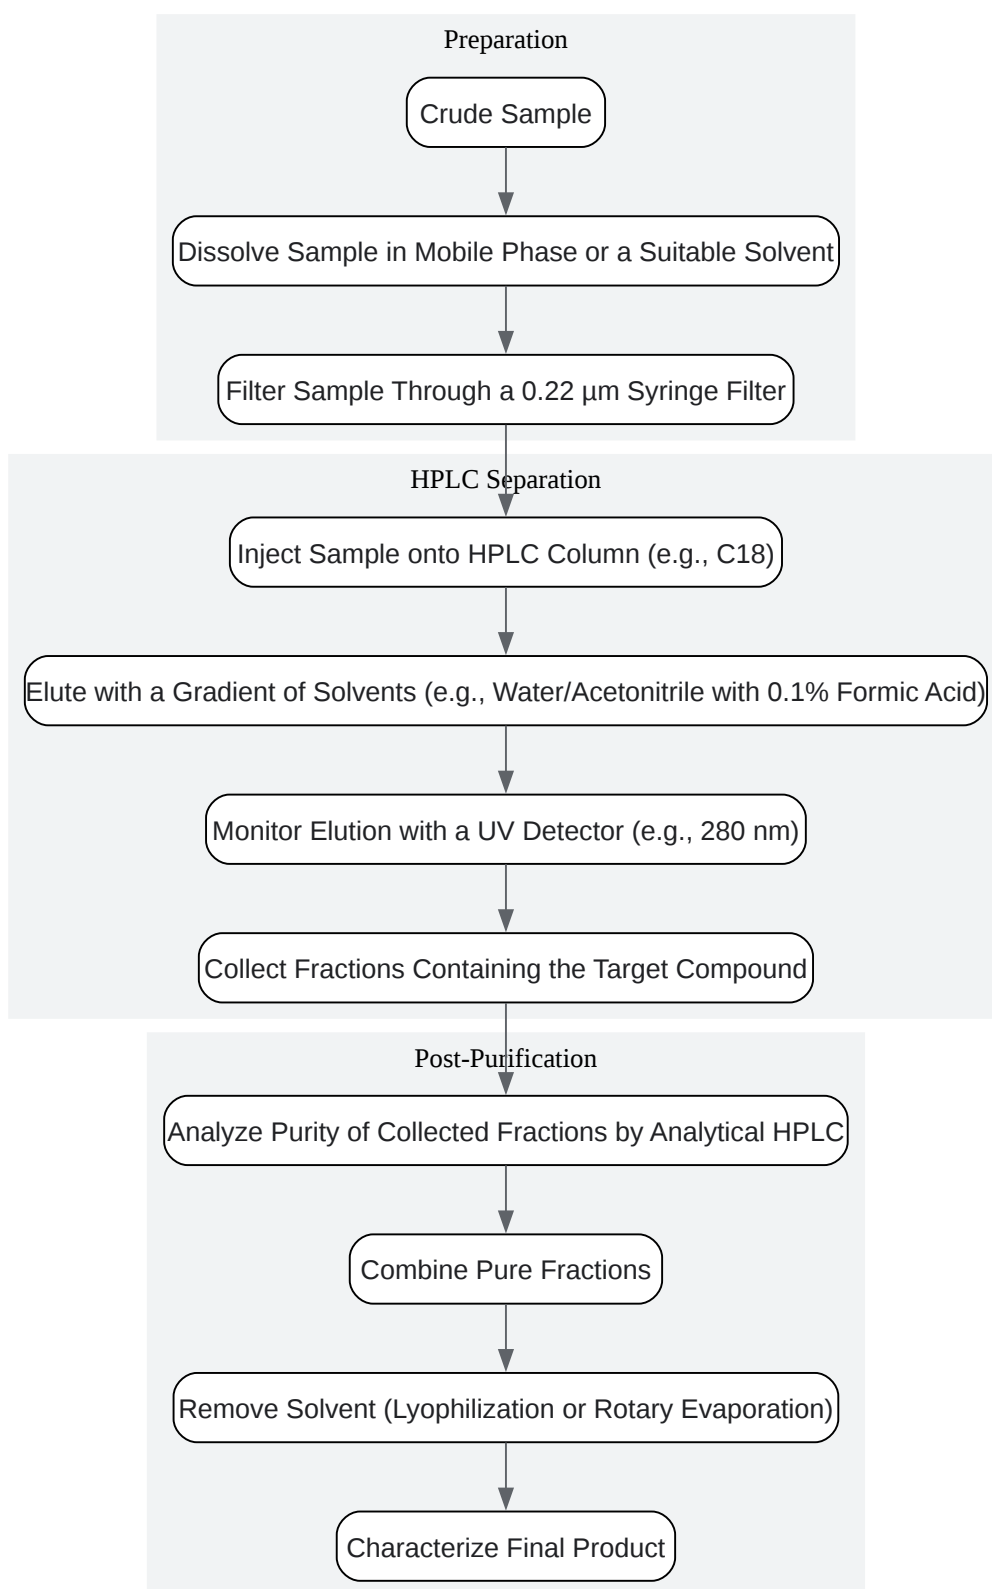 Preparation
Crude Sample
Dissolve Sample in Mobile Phase or a Suitable Solvent
Filter Sample Through a 0.22 µm Syringe Filter
HPLC Separation
Inject Sample onto HPLC Column (e.g., C18)
Elute with a Gradient of Solvents (e.g., Water/Acetonitrile with 0.1% Formic Acid)
Monitor Elution with a UV Detector (e.g., 280 nm)
Collect Fractions Containing the Target Compound
Post-Purification
Analyze Purity of Collected Fractions by Analytical HPLC
Combine Pure Fractions
Remove Solvent (Lyophilization or Rotary Evaporation)
Characterize Final Product